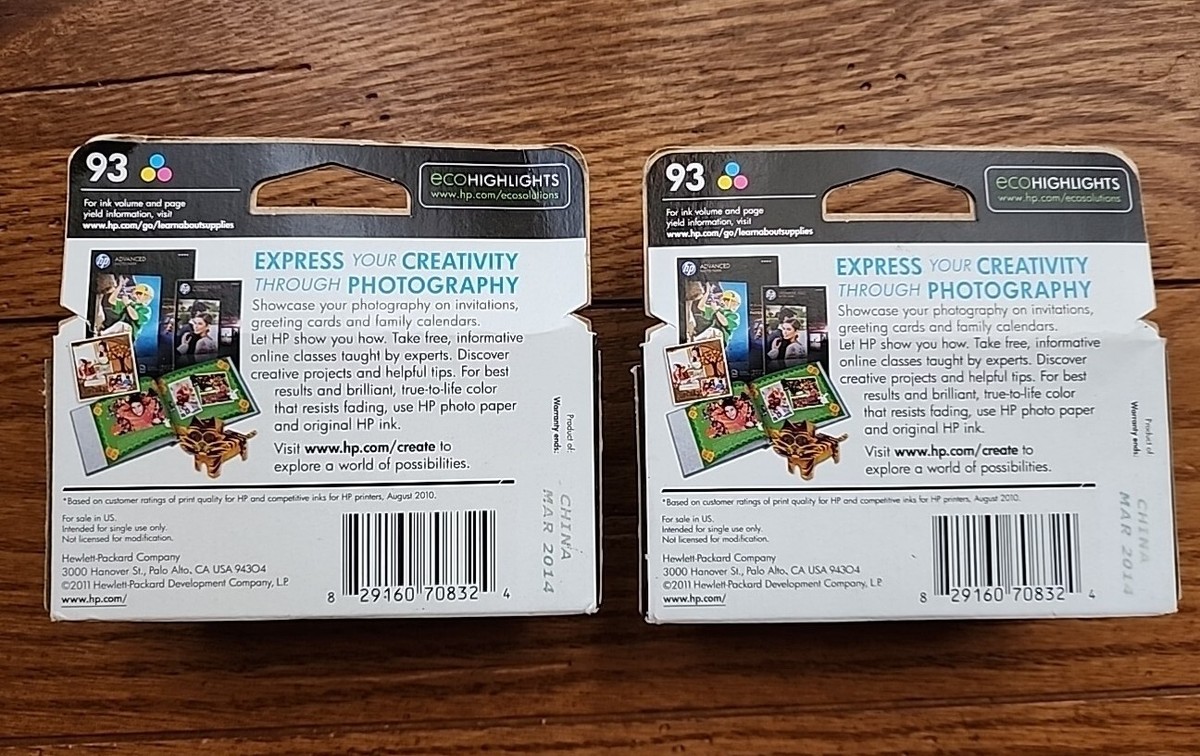 93
ecoHIGHLIGHTS
www.hp.com/ecosolutions
For ink volume and page
yield information, visit
www.hp.com/go/learnaboutsupplies
hp ADVANCED
EXPRESS YOUR CREATIVITY
THROUGH PHOTOGRAPHY
Showcase your photography on invitations,
greeting cards and family calendars.
Let HP show you how. Take free, informative
online classes taught by experts. Discover
creative projects and helpful tips. For best
results and brilliant, true-to-life color
that resists fading, use HP photo paper
and original HP ink.
Visit www.hp.com/create to
explore a world of possibilities.
*Based on customer ratings of print quality for HP and competitive inks for HP printers, August 2010.
For sale in US.
Intended for single use only.
Not licensed for modification.
Hewlett-Packard Company
3000 Hanover St., Palo Alto, CA USA 94304
©2011 Hewlett-Packard Development Company, L.P.
www.hp.com/
8 29160 70832 4
Product of:
Warranty ends:
CHINA
MAR 2014
93
ecoHIGHLIGHTS
www.hp.com/ecosolutions
For ink volume and page
yield information, visit
www.hp.com/go/learnaboutsupplies
hp ADVANCED
EXPRESS YOUR CREATIVITY
THROUGH PHOTOGRAPHY
Showcase your photography on invitations,
greeting cards and family calendars.
Let HP show you how. Take free, informative
online classes taught by experts. Discover
creative projects and helpful tips. For best
results and brilliant, true-to-life color
that resists fading, use HP photo paper
and original HP ink.
Visit www.hp.com/create to
explore a world of possibilities.
*Based on customer ratings of print quality for HP and competitive inks for HP printers, August 2010.
For sale in US.
Intended for single use only.
Not licensed for modification.
Hewlett-Packard Company
3000 Hanover St., Palo Alto, CA USA 94304
©2011 Hewlett-Packard Development Company, L.P.
www.hp.com/
8 29160 70832 4
Product of:
Warranty ends:
CHINA
MAR 2014